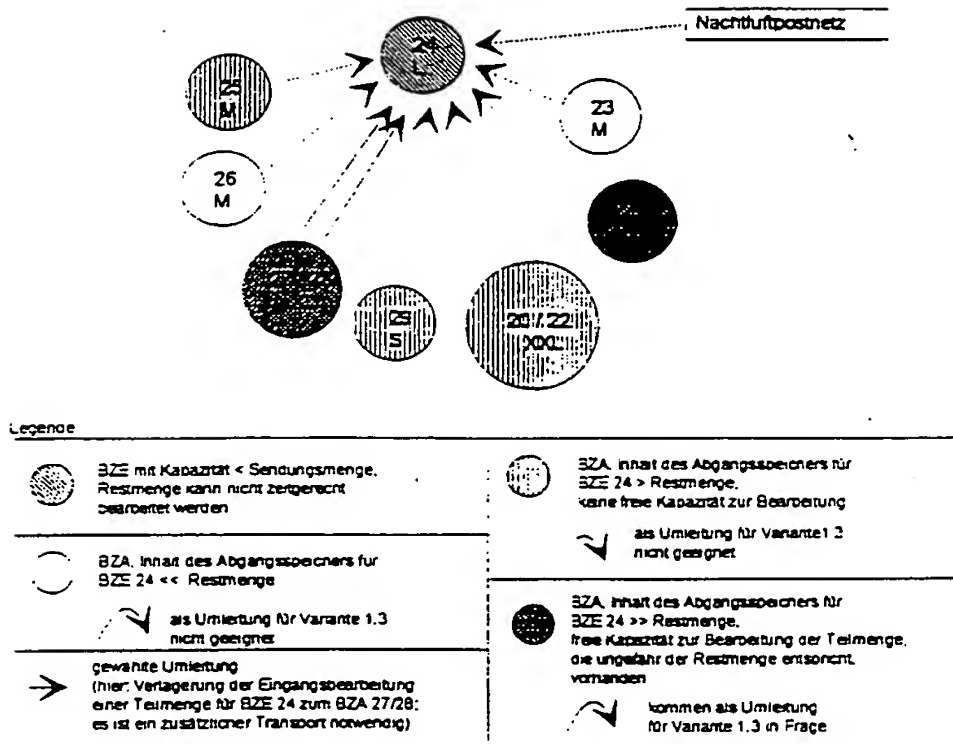 Nachtluftpostnetz
24
L
25
M
23
M
26
M
29
S
20 / 22
XXL
Legende
BZE mit Kapazität < Sendungsmenge,
Restmenge kann nicht zeitgerecht
bearbeitet werden
BZA, Inhalt des Abgangsspeichers für
BZE 24 << Restmenge
als Umleitung für Variante 1.3
nicht geeignet
gewählte Umleitung
(hier: Verlagerung der Eingangsbearbeitung
einer Teilmenge für BZE 24 zum BZA 27/28;
es ist ein zusätzlicher Transport notwendig)
BZA, Inhalt des Abgangsspeichers für
BZE 24 > Restmenge,
keine freie Kapazität zur Bearbeitung
als Umleitung für Variante 1.3
nicht geeignet
BZA, Inhalt des Abgangsspeichers für
BZE 24 >> Restmenge,
freie Kapazität zur Bearbeitung der Teilmenge,
die ungefähr der Restmenge entspricht,
vorhanden
kommen als Umleitung
für Variante 1.3 in Frage